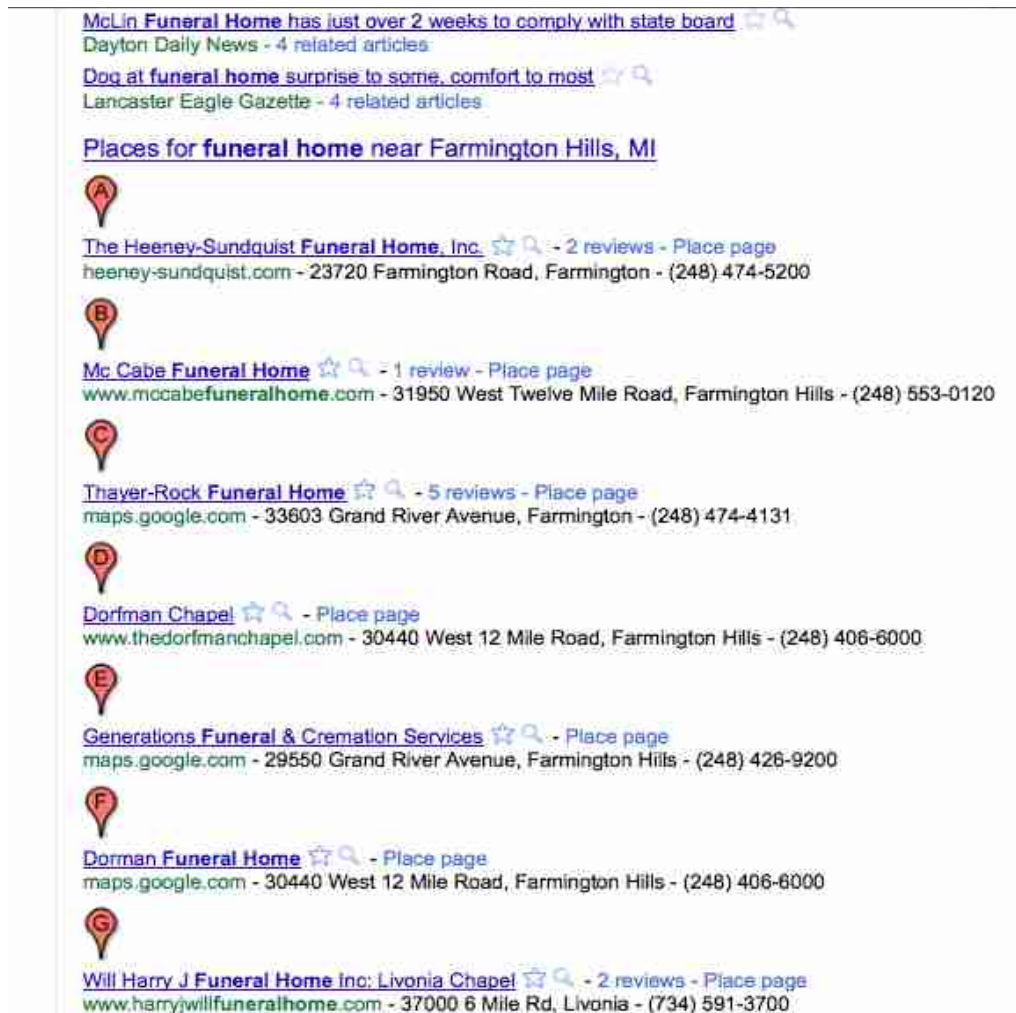 McLin Funeral Home has just over 2 weeks to comply with state board
Dayton Daily News - 4 related articles
Dog at funeral home surprise to some, comfort to most
Lancaster Eagle Gazette - 4 related articles
Places for funeral home near Farmington Hills, MI
A
The Heeney-Sundquist Funeral Home, Inc. - 2 reviews - Place page
heeney-sundquist.com - 23720 Farmington Road, Farmington - (248) 474-5200
B
Mc Cabe Funeral Home - 1 review - Place page
www.mccabefuneralhome.com - 31950 West Twelve Mile Road, Farmington Hills - (248) 553-0120
C
Thayer-Rock Funeral Home - 5 reviews - Place page
maps.google.com - 33603 Grand River Avenue, Farmington - (248) 474-4131
D
Dorfman Chapel - Place page
www.thedorfmanchapel.com - 30440 West 12 Mile Road, Farmington Hills - (248) 406-6000
E
Generations Funeral & Cremation Services - Place page
maps.google.com - 29550 Grand River Avenue, Farmington Hills - (248) 426-9200
F
Dorman Funeral Home - Place page
maps.google.com - 30440 West 12 Mile Road, Farmington Hills - (248) 406-6000
G
Will Harry J Funeral Home Inc: Livonia Chapel - 2 reviews - Place page
www.harryjwillfuneralhome.com - 37000 6 Mile Rd, Livonia - (734) 591-3700